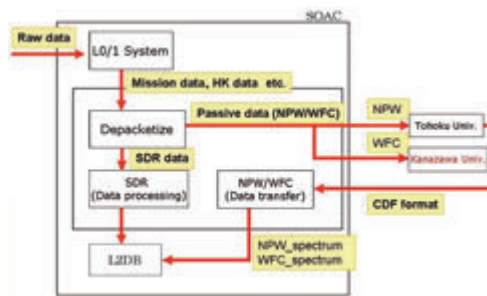 SOAC
Raw data
L0/1 System
Mission data, HK data etc.
Passive data (NPW/WFC)
NPW
Depacketize
Tohoku Univ.
WFC
SDR data
Kanazawa Univ.
SDR
(Data processing)
NPW/WFC
(Data transfer)
CDF format
NPW_spectrum
WFC_spectrum
L2DB